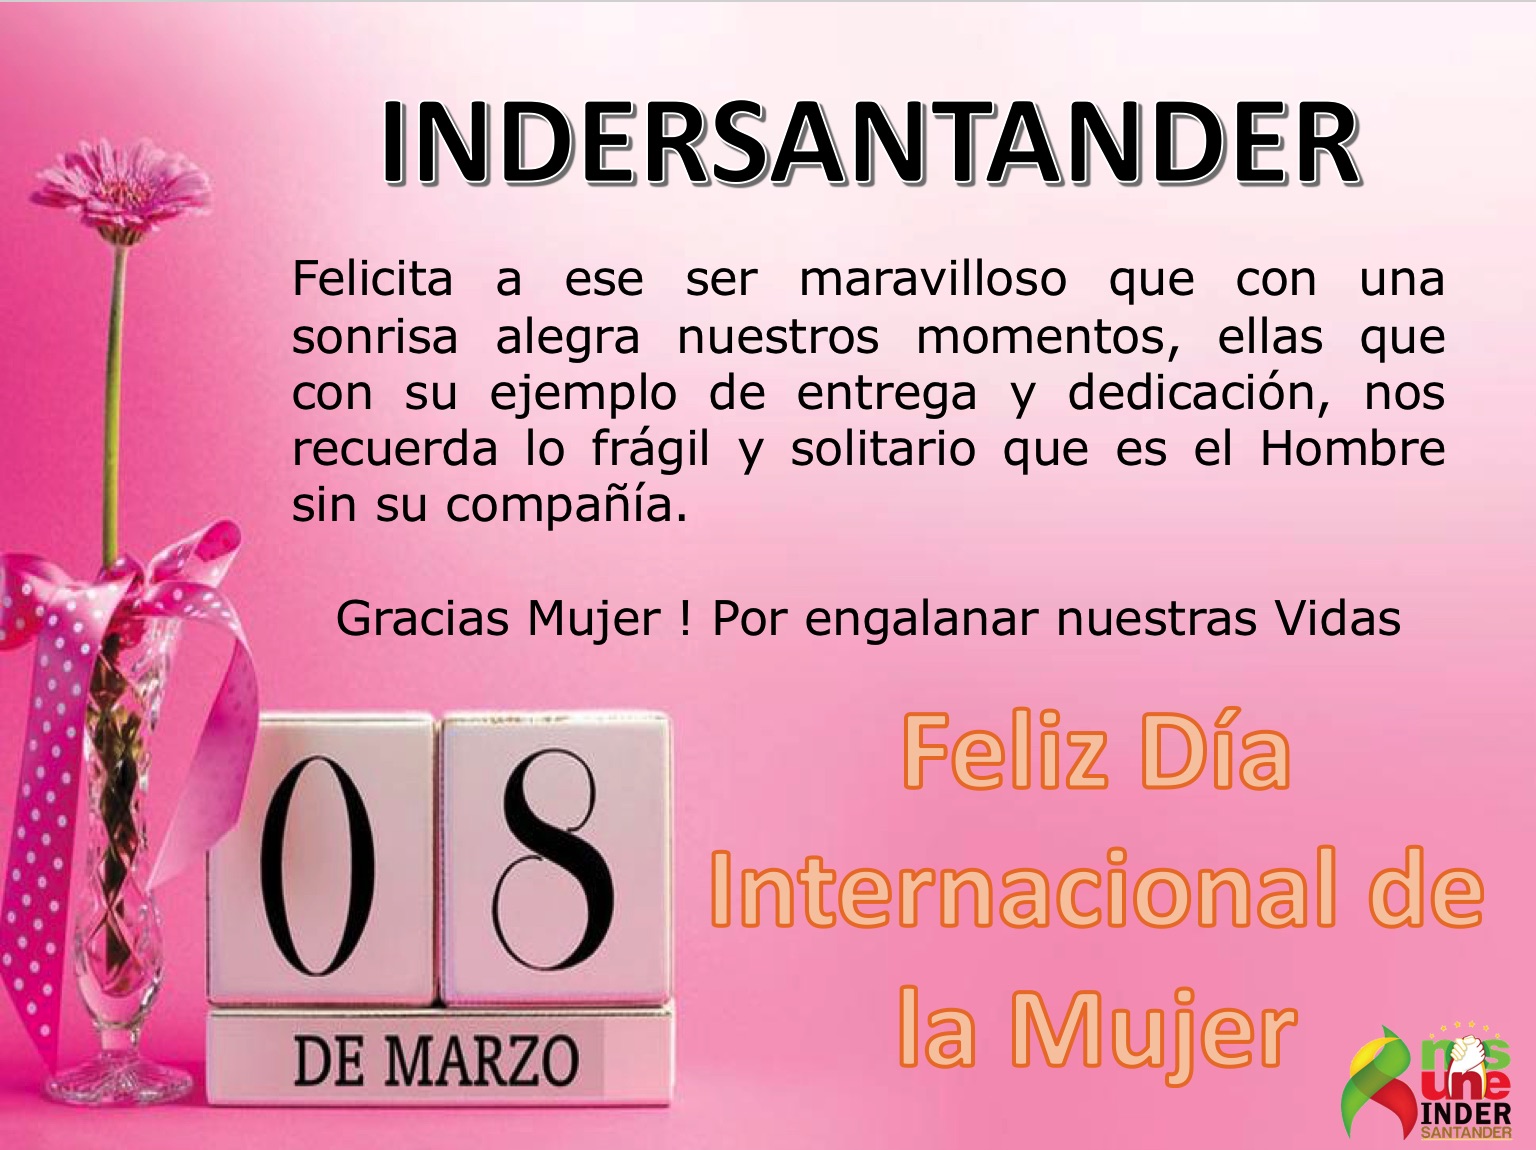 INDERSANTANDER
Felicita a ese ser maravilloso que con una
sonrisa alegra nuestros momentos, ellas que
con su ejemplo de entrega y dedicación, nos
recuerda lo frágil y solitario que es el Hombre
sin su compañía.
Gracias Mujer ! Por engalanar nuestras Vidas
08
DE MARZO
Feliz Día
Internacional de
la Mujer
nos
une
INDER
SANTANDER